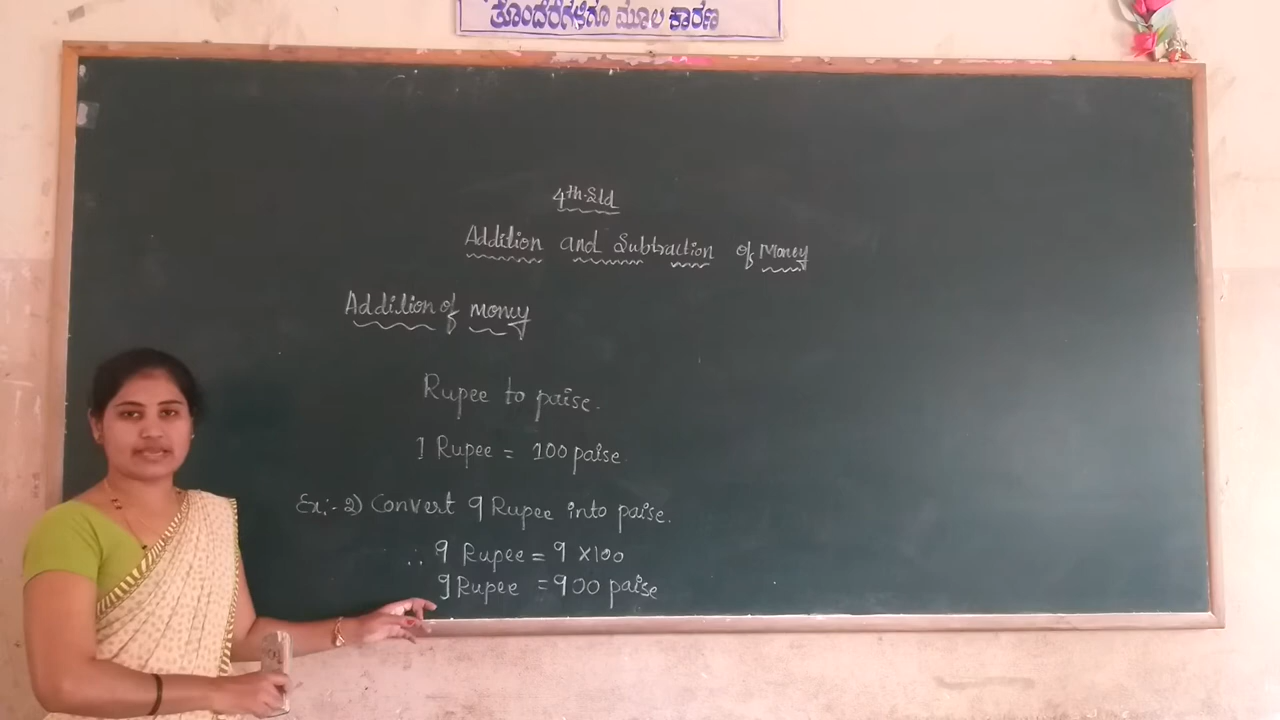 ತೊಂದರೆಗಳಿಗೂ ಮೂಲ ಕಾರಣ
4th Std
Addition and Subtraction of Money
Addition of money
Rupee to paise.
1 Rupee = 100 paise.
Ex:- 2) Convert 9 Rupee into paise.
∴ 9 Rupee = 9 ×100
9 Rupee = 900 paise